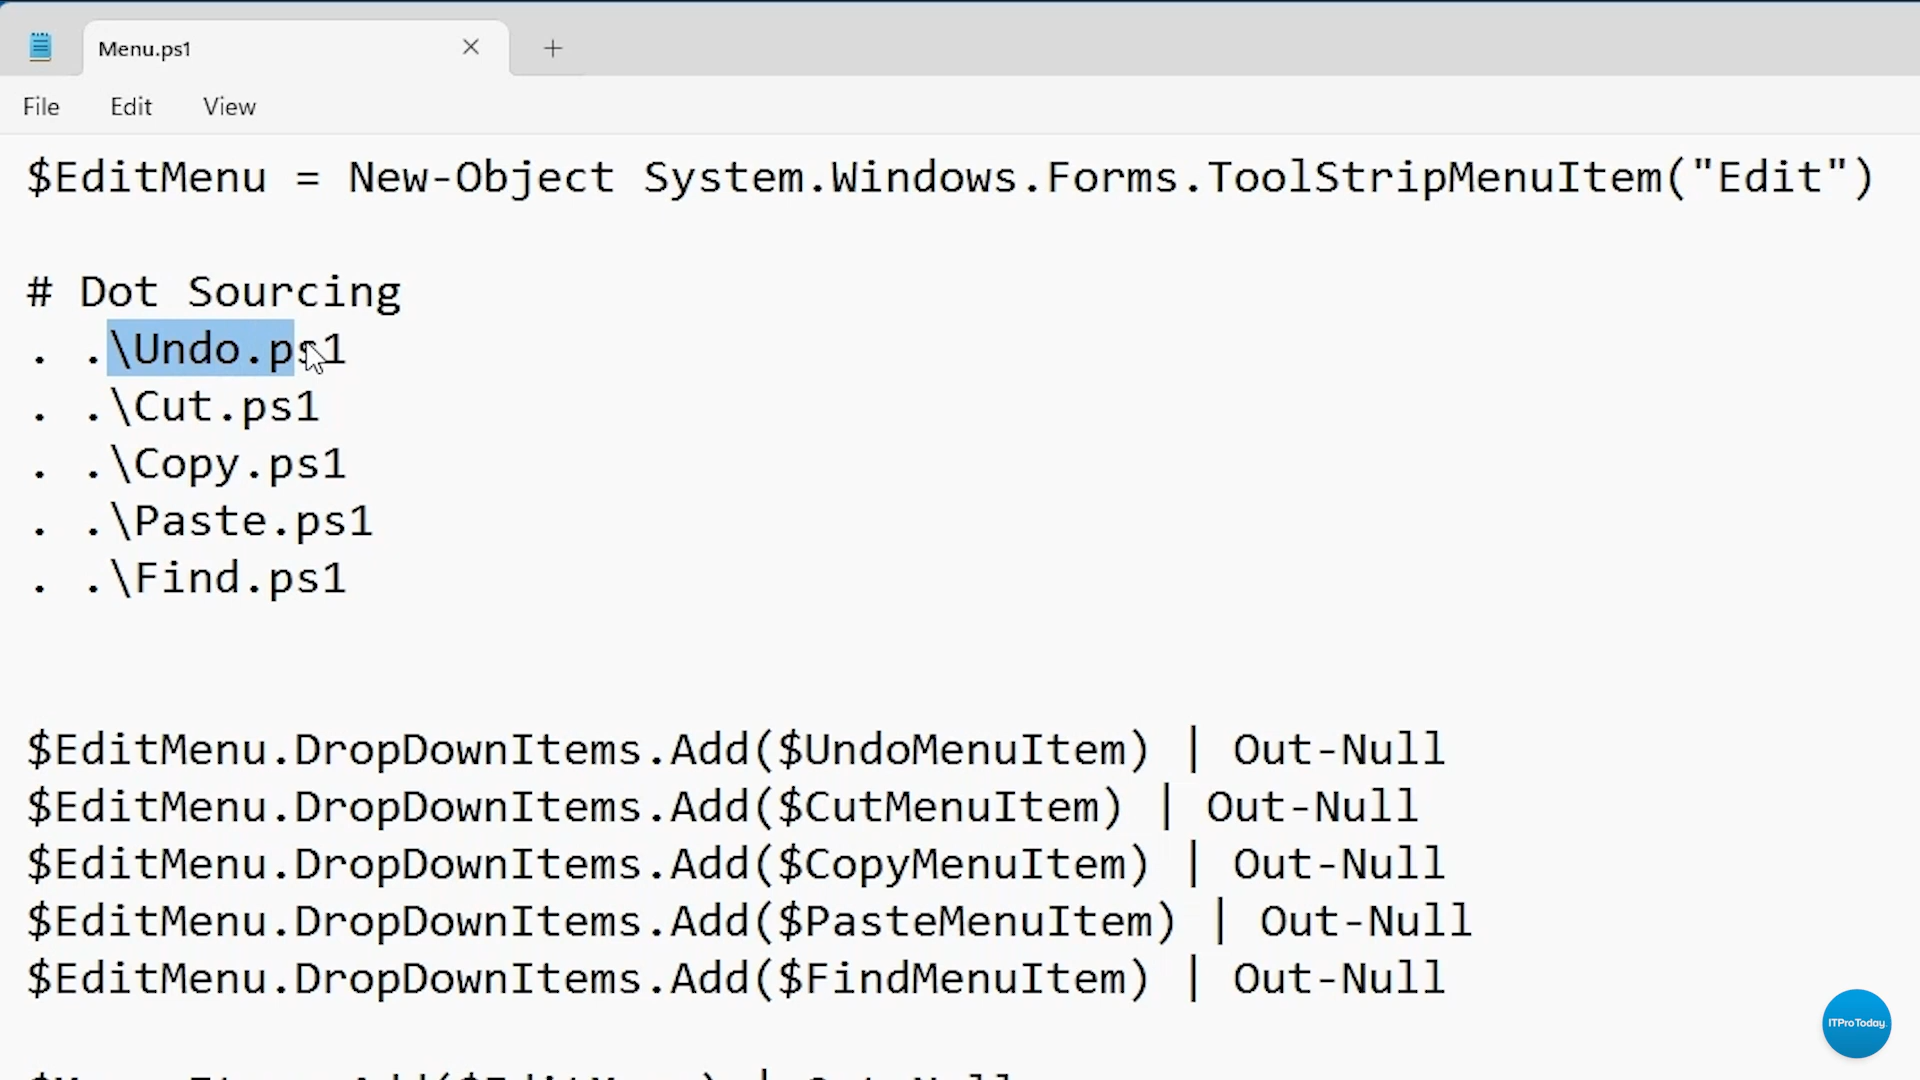 Menu.ps1
File Edit View
$EditMenu = New-Object System.Windows.Forms.ToolStripMenuItem("Edit")
# Dot Sourcing
. .\Undo.ps1
. .\Cut.ps1
. .\Copy.ps1
. .\Paste.ps1
. .\Find.ps1
$EditMenu.DropDownItems.Add($UndoMenuItem) | Out-Null
$EditMenu.DropDownItems.Add($CutMenuItem) | Out-Null
$EditMenu.DropDownItems.Add($CopyMenuItem) | Out-Null
$EditMenu.DropDownItems.Add($PasteMenuItem) | Out-Null
$EditMenu.DropDownItems.Add($FindMenuItem) | Out-Null
ITProToday